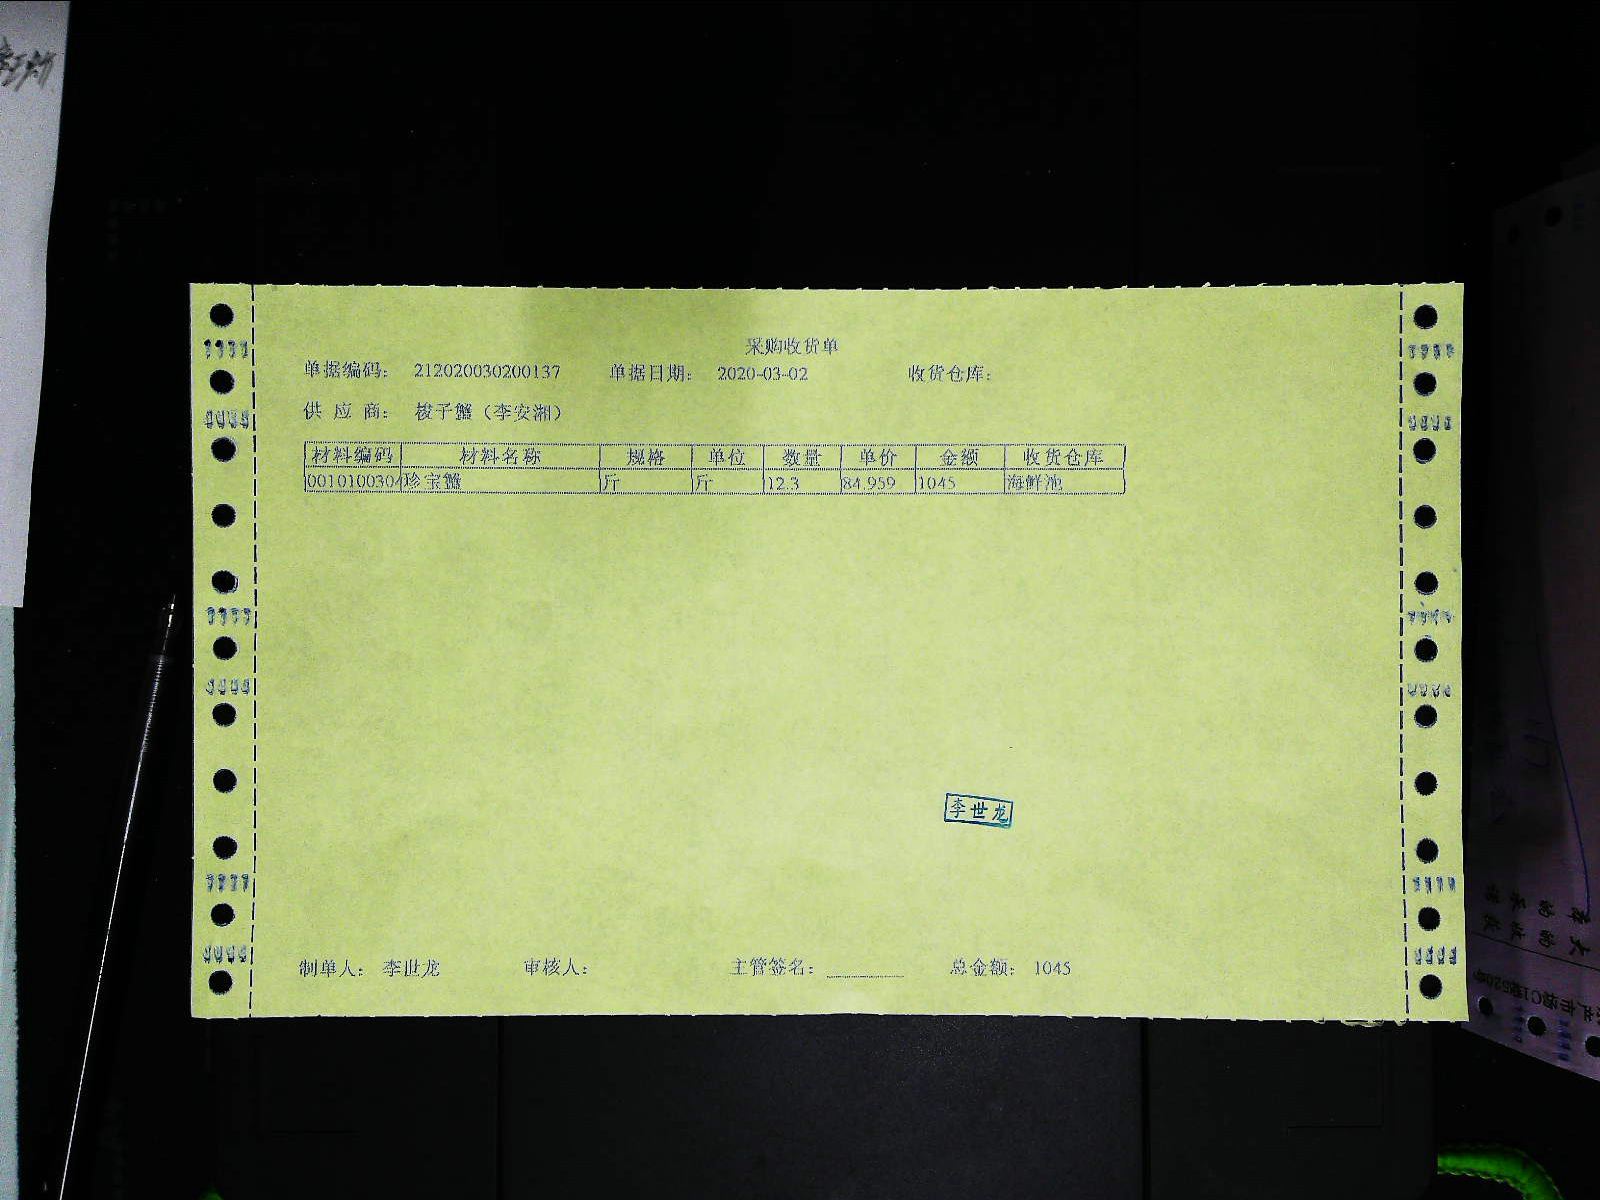 采购收货单
单据编码： 212020030200137 单据日期： 2020-03-02 收货仓库：
供 应 商： 梭子蟹（李安湘）
材料编码 材料名称 规格 单位 数量 单价 金额 收货仓库
0010100304 珍宝蟹 斤 斤 12.3 84.959 1045 海鲜池
李世龙
制单人： 李世龙 审核人： 主管签名： 总金额： 1045